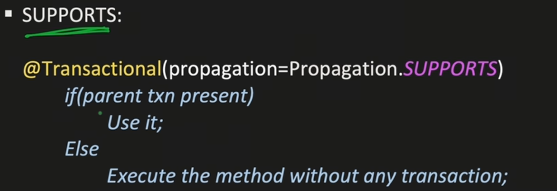 ▪ SUPPORTS:
@Transactional(propagation=Propagation.SUPPORTS)
if(parent txn present)
Use it;
Else
Execute the method without any transaction;